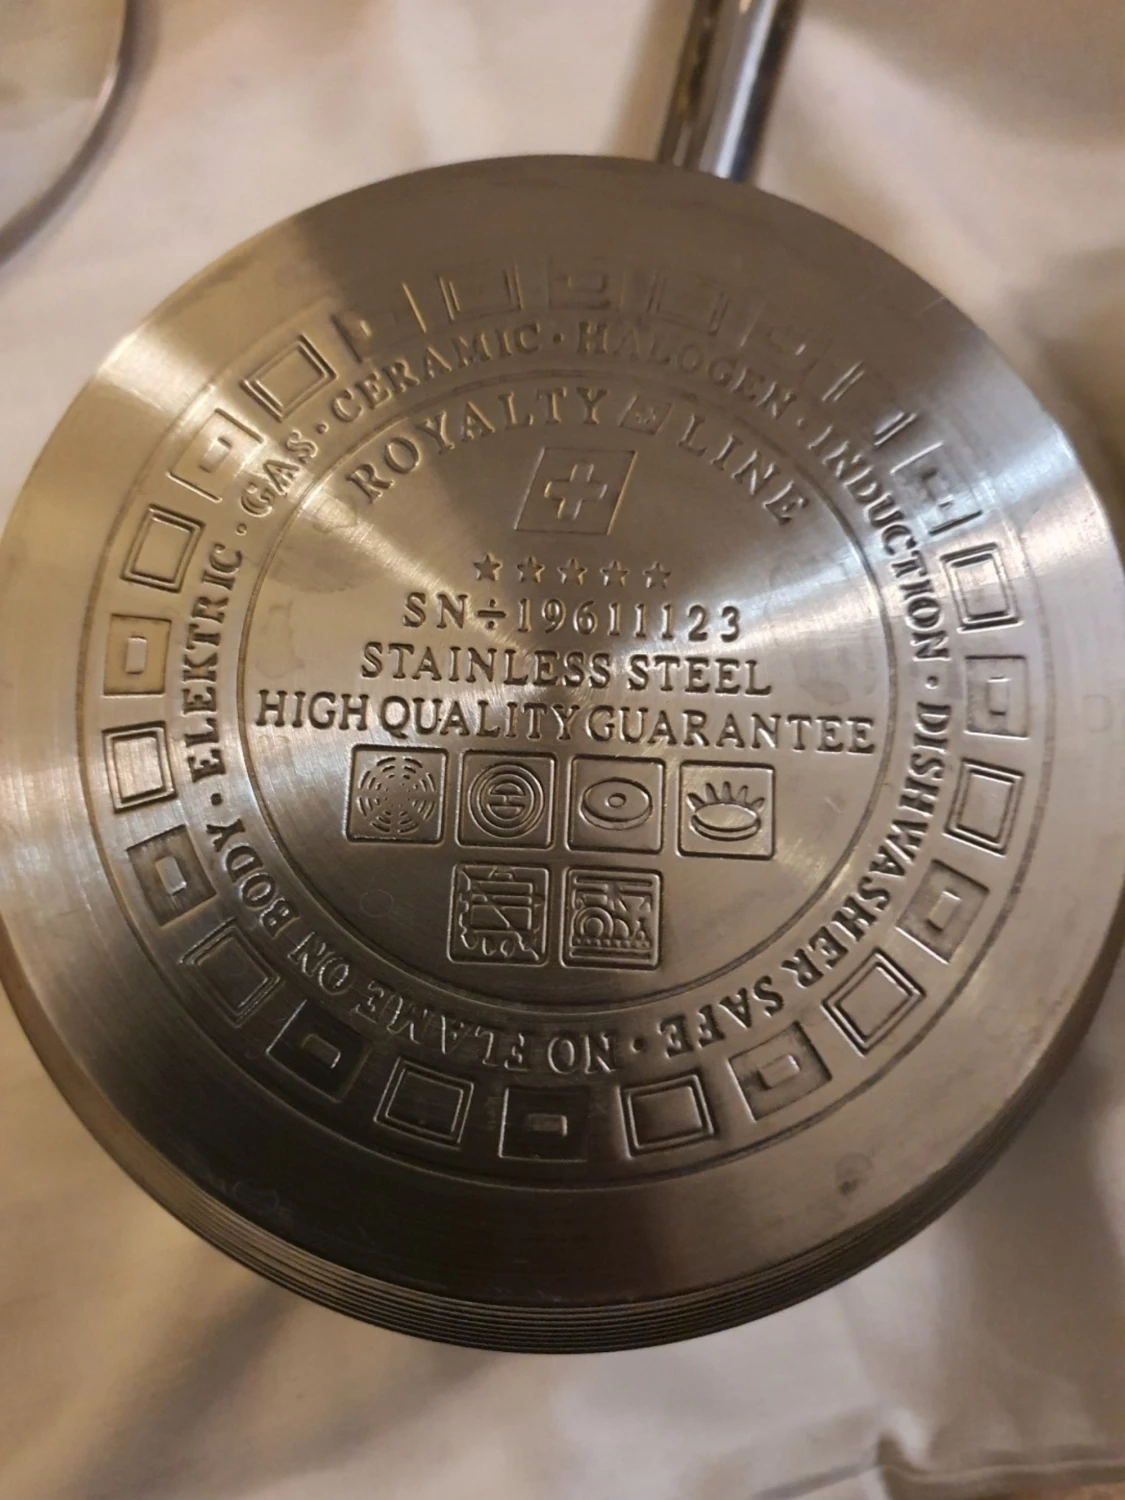 ELEKTRIC · GAS · CERAMIC · HALOGEN · INDUCTION · DISHWASHER SAFE · NO FLAME ON BODY ·
ROYALTY LINE
SN÷19611123
STAINLESS STEEL
HIGH QUALITY GUARANTEE